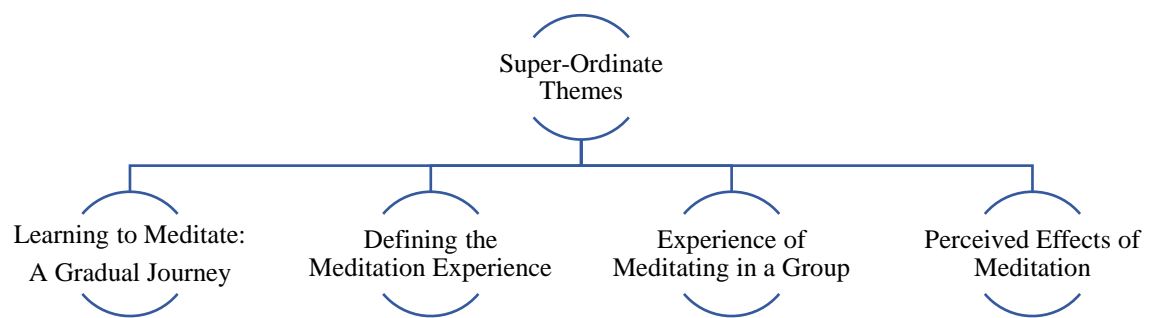 Super-Ordinate
Themes
Learning to Meditate:
A Gradual Journey
Defining the
Meditation Experience
Experience of
Meditating in a Group
Perceived Effects of
Meditation